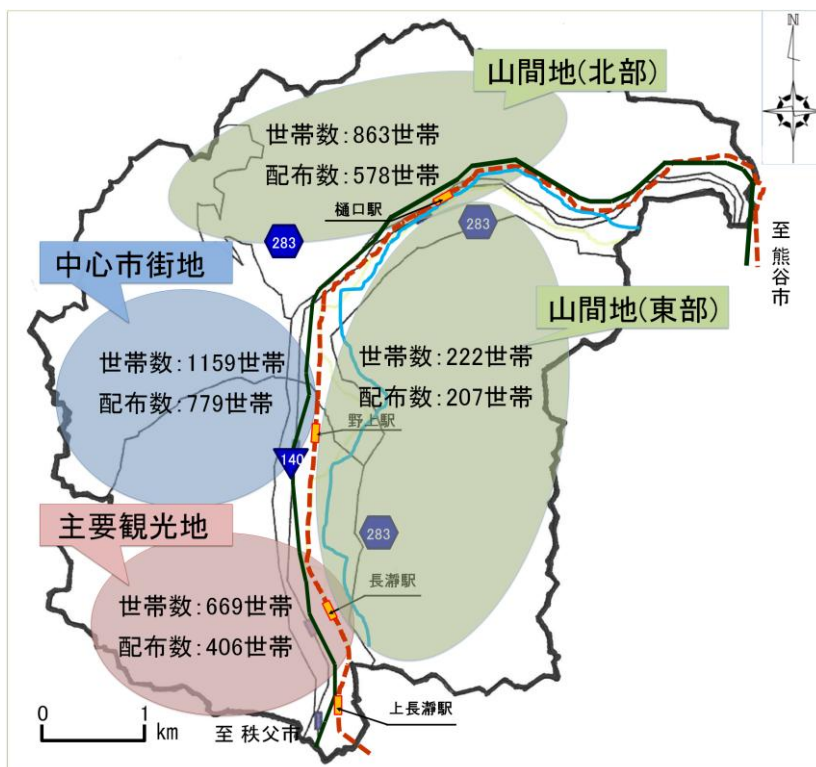 N
山間地(北部)
世帯数:863世帯
配布数:578世帯
樋口駅
283
283
至 熊谷市
中心市街地
世帯数:1159世帯
配布数:779世帯
山間地(東部)
世帯数:222世帯
配布数:207世帯
野上駅
140
283
主要観光地
世帯数:669世帯
配布数:406世帯
長瀞駅
上長瀞駅
0 1
km
至 秩父市